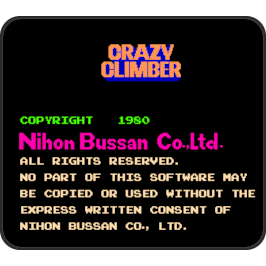 CRAZY
CLIMBER
COPYRIGHT 1980
Nihon Bussan Co.,Ltd.
ALL RIGHTS RESERVED.
NO PART OF THIS SOFTWARE MAY
BE COPIED OR USED WITHOUT THE
EXPRESS WRITTEN CONSENT OF
NIHON BUSSAN CO., LTD.